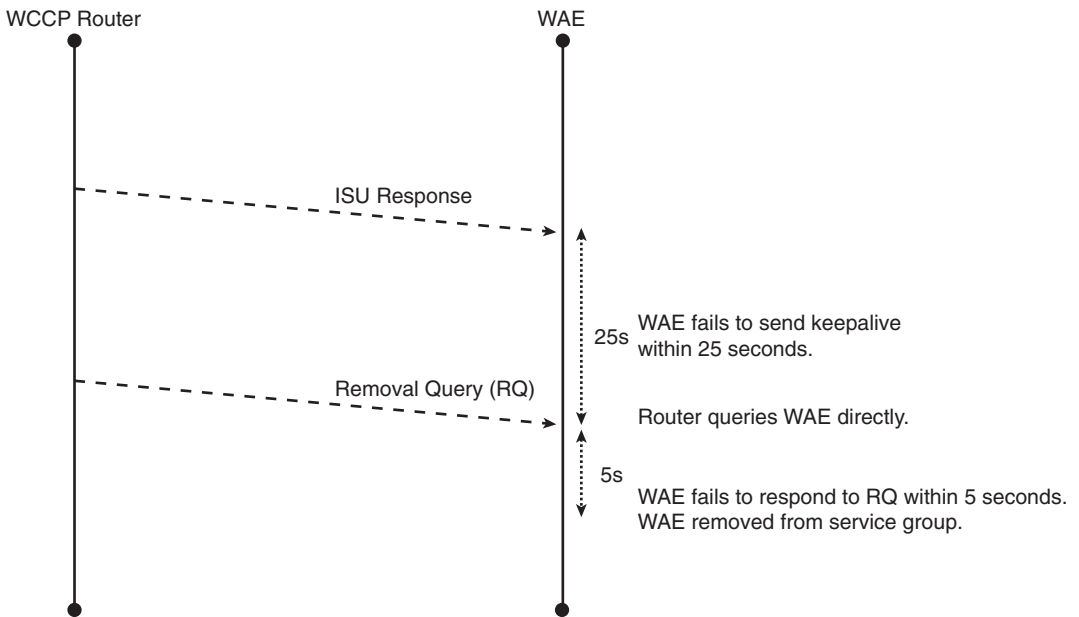 WCCP Router
WAE
ISU Response
25s
WAE fails to send keepalive
within 25 seconds.
Removal Query (RQ)
Router queries WAE directly.
5s
WAE fails to respond to RQ within 5 seconds.
WAE removed from service group.